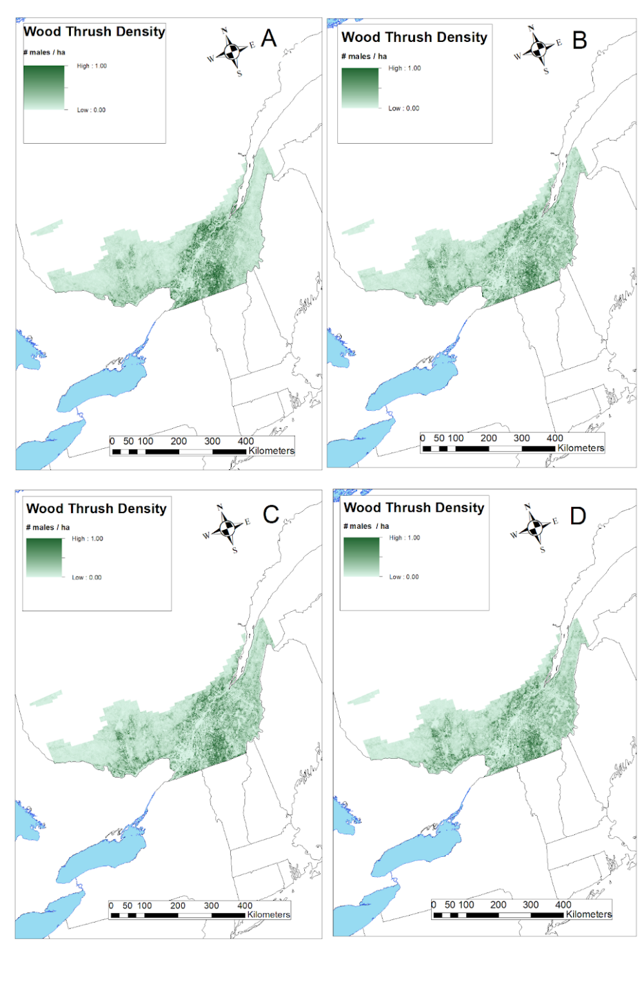 Wood Thrush Density
# males / ha
High : 1.00
Low : 0.00
N
E
W
S
A
0 50 100 200 300 400
Kilometers
Wood Thrush Density
# males / ha
High : 1.00
Low : 0.00
N
E
W
S
B
0 50 100 200 300 400
Kilometers
Wood Thrush Density
# males / ha
High : 1.00
Low : 0.00
N
E
W
S
C
0 50 100 200 300 400
Kilometers
Wood Thrush Density
# males / ha
High : 1.00
Low : 0.00
N
E
W
S
D
0 50 100 200 300 400
Kilometers